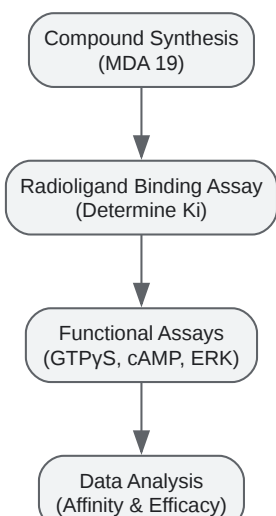 Compound Synthesis
(MDA 19)
Radioligand Binding Assay
(Determine Ki)
Functional Assays
(GTPγS, cAMP, ERK)
Data Analysis
(Affinity & Efficacy)